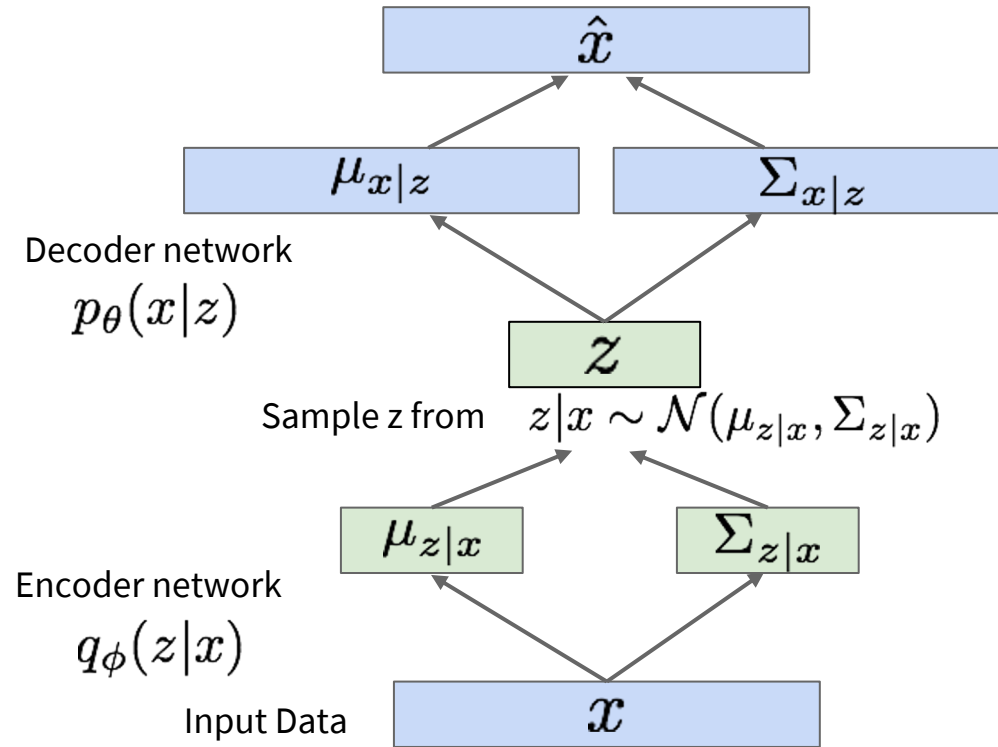 x̂
μ_{x|z} Σ_{x|z}
Decoder network
p_θ(x|z)
z
Sample z from z|x ∼ 𝒩(μ_{z|x}, Σ_{z|x})
μ_{z|x} Σ_{z|x}
Encoder network
q_ϕ(z|x)
Input Data x